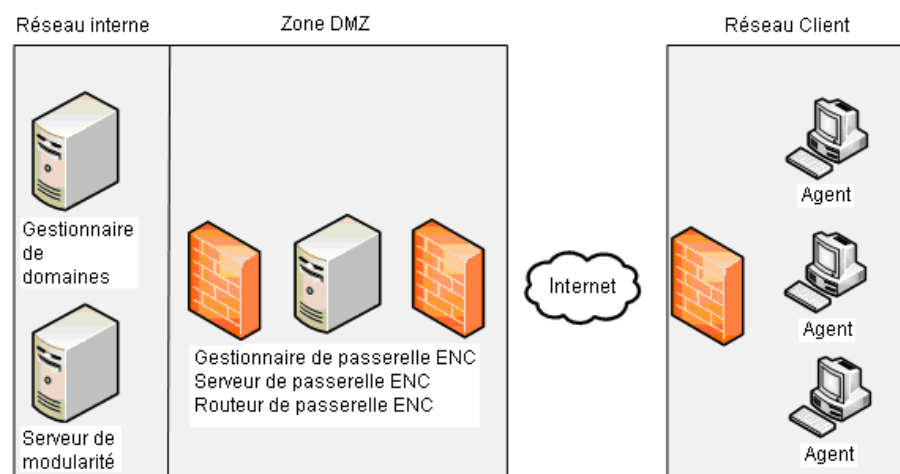 Réseau interne
Zone DMZ
Réseau Client
Gestionnaire
de
domaines
Serveur de
modularité
Gestionnaire de passerelle ENC
Serveur de passerelle ENC
Routeur de passerelle ENC
Internet
Agent
Agent
Agent